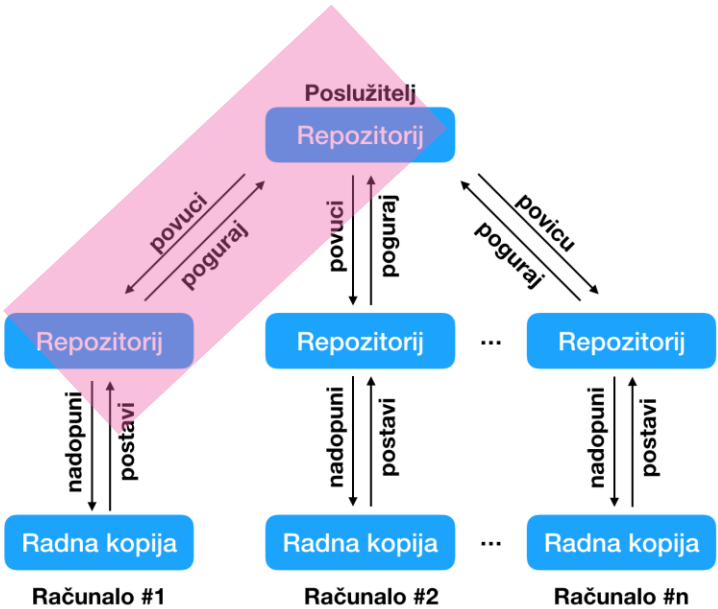 Poslužitelj
Repozitorij
povuci
poguraj
povuci
poguraj
povicu
poguraj
Repozitorij
Repozitorij
...
Repozitorij
nadopuni
postavi
nadopuni
postavi
nadopuni
postavi
Radna kopija
Radna kopija
...
Radna kopija
Računalo #1
Računalo #2
Računalo #n